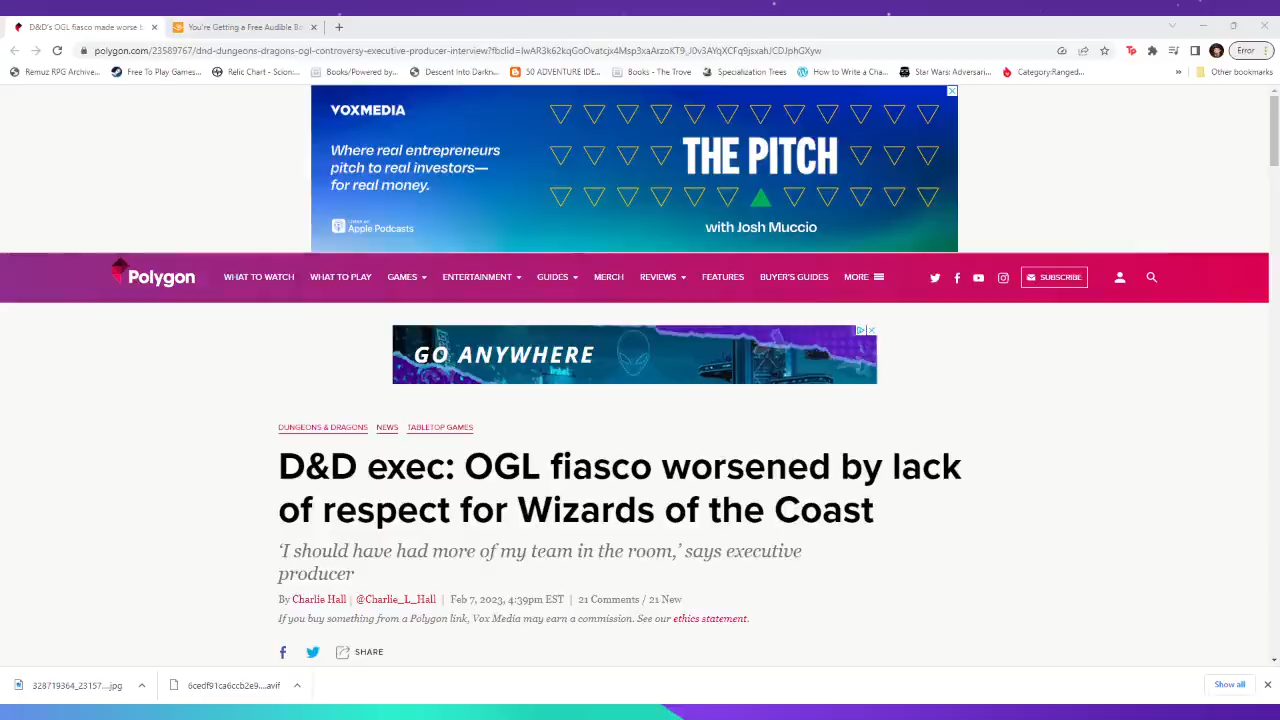 D&D's OGL fiasco made worse b
You're Getting a Free Audible Bo
polygon.com/23589767/dnd-dungeons-dragons-ogl-controversy-executive-producer-interview?fbclid=IwAR3k62kqGoOvatcjx4Msp3xaArzoKT9_J0v3AYqXCFq9jsxahJCDJphGXyw
Error
Remuz RPG Archive...
Free To Play Games...
Relic Chart - Scion:...
Books/Powered by...
Descent Into Darkn...
50 ADVENTURE IDE...
Books - The Trove
Specialization Trees
How to Write a Cha...
Star Wars: Adversari...
Category:Ranged...
Other bookmarks
VOXMEDIA
Where real entrepreneurs
pitch to real investors—
for real money.
THE PITCH
with Josh Muccio
Listen on
Apple Podcasts
Polygon
WHAT TO WATCH
WHAT TO PLAY
GAMES
ENTERTAINMENT
GUIDES
MERCH
REVIEWS
FEATURES
BUYER'S GUIDES
MORE
SUBSCRIBE
GO ANYWHERE
intel
DUNGEONS & DRAGONS
NEWS
TABLETOP GAMES
D&D exec: OGL fiasco worsened by lack
of respect for Wizards of the Coast
'I should have had more of my team in the room,' says executive
producer
By Charlie Hall | @Charlie_L_Hall | Feb 7, 2023, 4:39pm EST | 21 Comments / 21 New
If you buy something from a Polygon link, Vox Media may earn a commission. See our ethics statement.
SHARE
328719364_23157....jpg
6cedf91ca6ccb2e9....avif
Show all